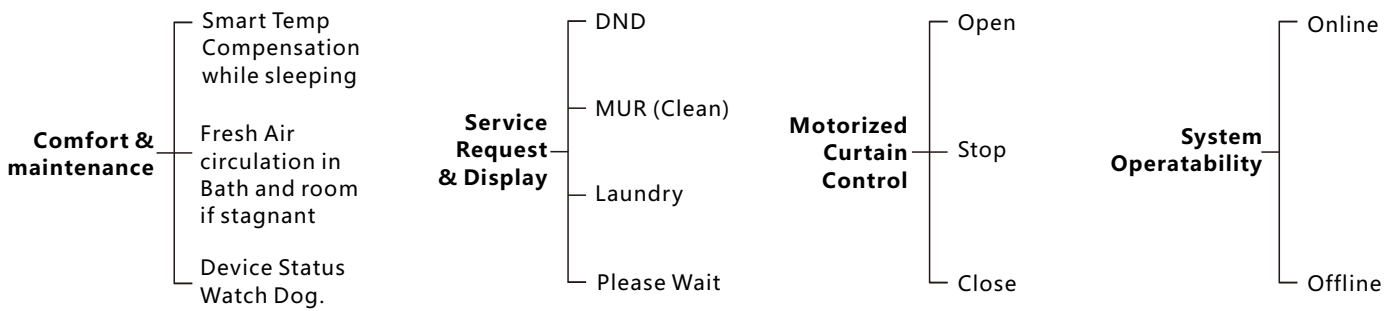 Comfort &
maintenance
Smart Temp
Compensation
while sleeping
Fresh Air
circulation in
Bath and room
if stagnant
Device Status
Watch Dog.
Service
Request
& Display
DND
MUR (Clean)
Laundry
Please Wait
Motorized
Curtain
Control
Open
Stop
Close
System
Operatability
Online
Offline